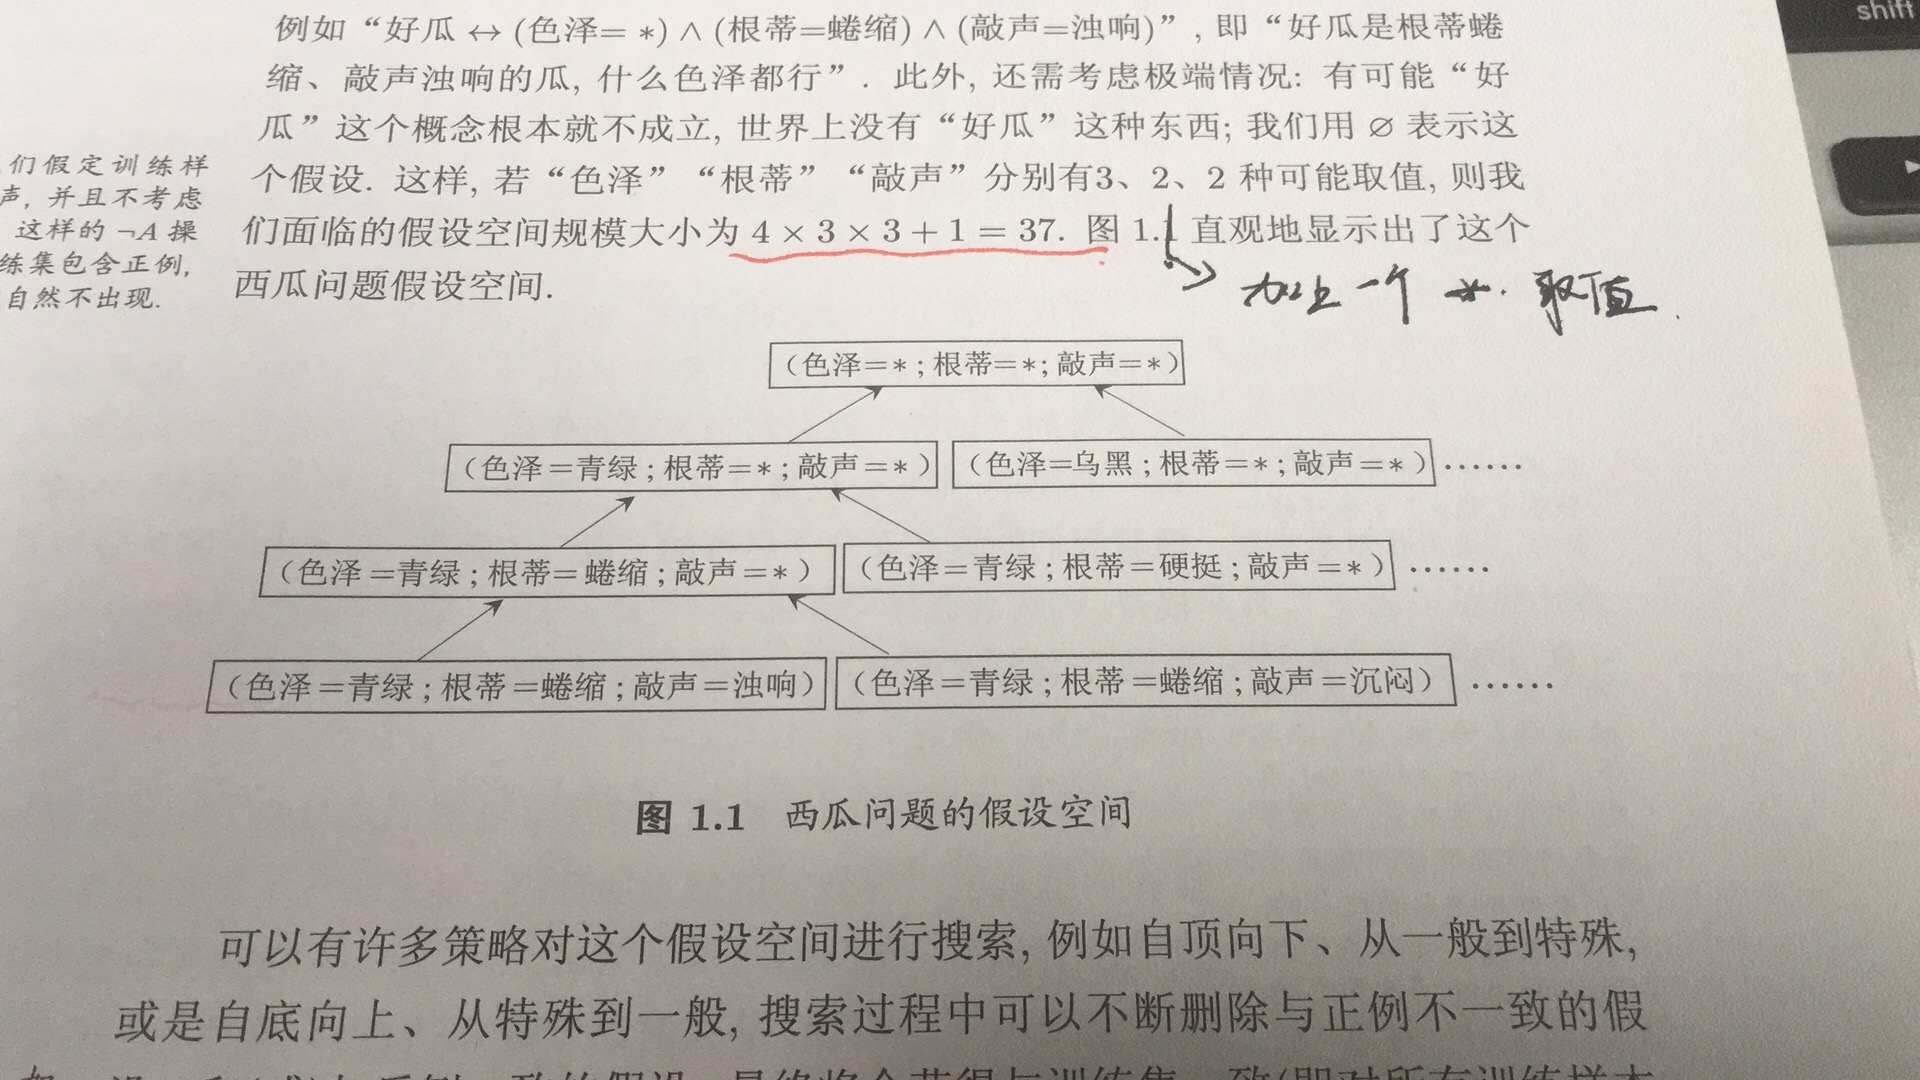 shift
例如“好瓜 ↔ (色泽= *) ∧ (根蒂=蜷缩) ∧ (敲声=浊响)”, 即“好瓜是根蒂蜷
缩、敲声浊响的瓜, 什么色泽都行”. 此外, 还需考虑极端情况: 有可能“好
瓜”这个概念根本就不成立, 世界上没有“好瓜”这种东西; 我们用 ∅ 表示这
个假设. 这样, 若“色泽”“根蒂”“敲声”分别有3、2、2 种可能取值, 则我
们面临的假设空间规模大小为 4 × 3 × 3 + 1 = 37. 图 1.1 直观地显示出了这个
西瓜问题假设空间.
们假定训练样
声, 并且不考虑
这样的 ¬A 操
练集包含正例,
自然不出现.
加上一个 *. 取值
(色泽=*; 根蒂=*; 敲声=*)
(色泽=青绿; 根蒂=*; 敲声=*) (色泽=乌黑; 根蒂=*; 敲声=*) ······
(色泽=青绿; 根蒂=蜷缩; 敲声=*) (色泽=青绿; 根蒂=硬挺; 敲声=*) ······
(色泽=青绿; 根蒂=蜷缩; 敲声=浊响) (色泽=青绿; 根蒂=蜷缩; 敲声=沉闷) ······
图 1.1 西瓜问题的假设空间
可以有许多策略对这个假设空间进行搜索, 例如自顶向下、从一般到特殊,
或是自底向上、从特殊到一般, 搜索过程中可以不断删除与正例不一致的假